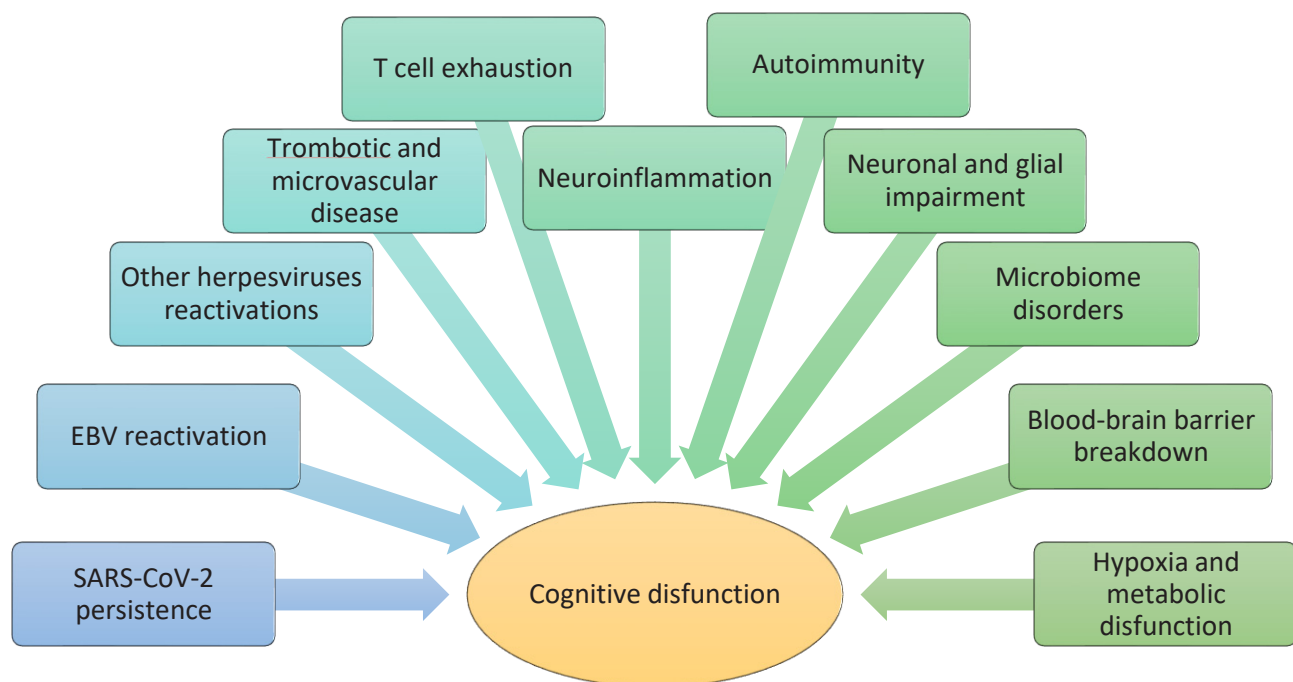 T cell exhaustion
Autoimmunity
Trombotic and
microvascular
disease
Neuroinflammation
Neuronal and glial
impairment
Other herpesviruses
reactivations
Microbiome
disorders
EBV reactivation
Blood-brain barrier
breakdown
SARS-CoV-2
persistence
Cognitive disfunction
Hypoxia and
metabolic
disfunction